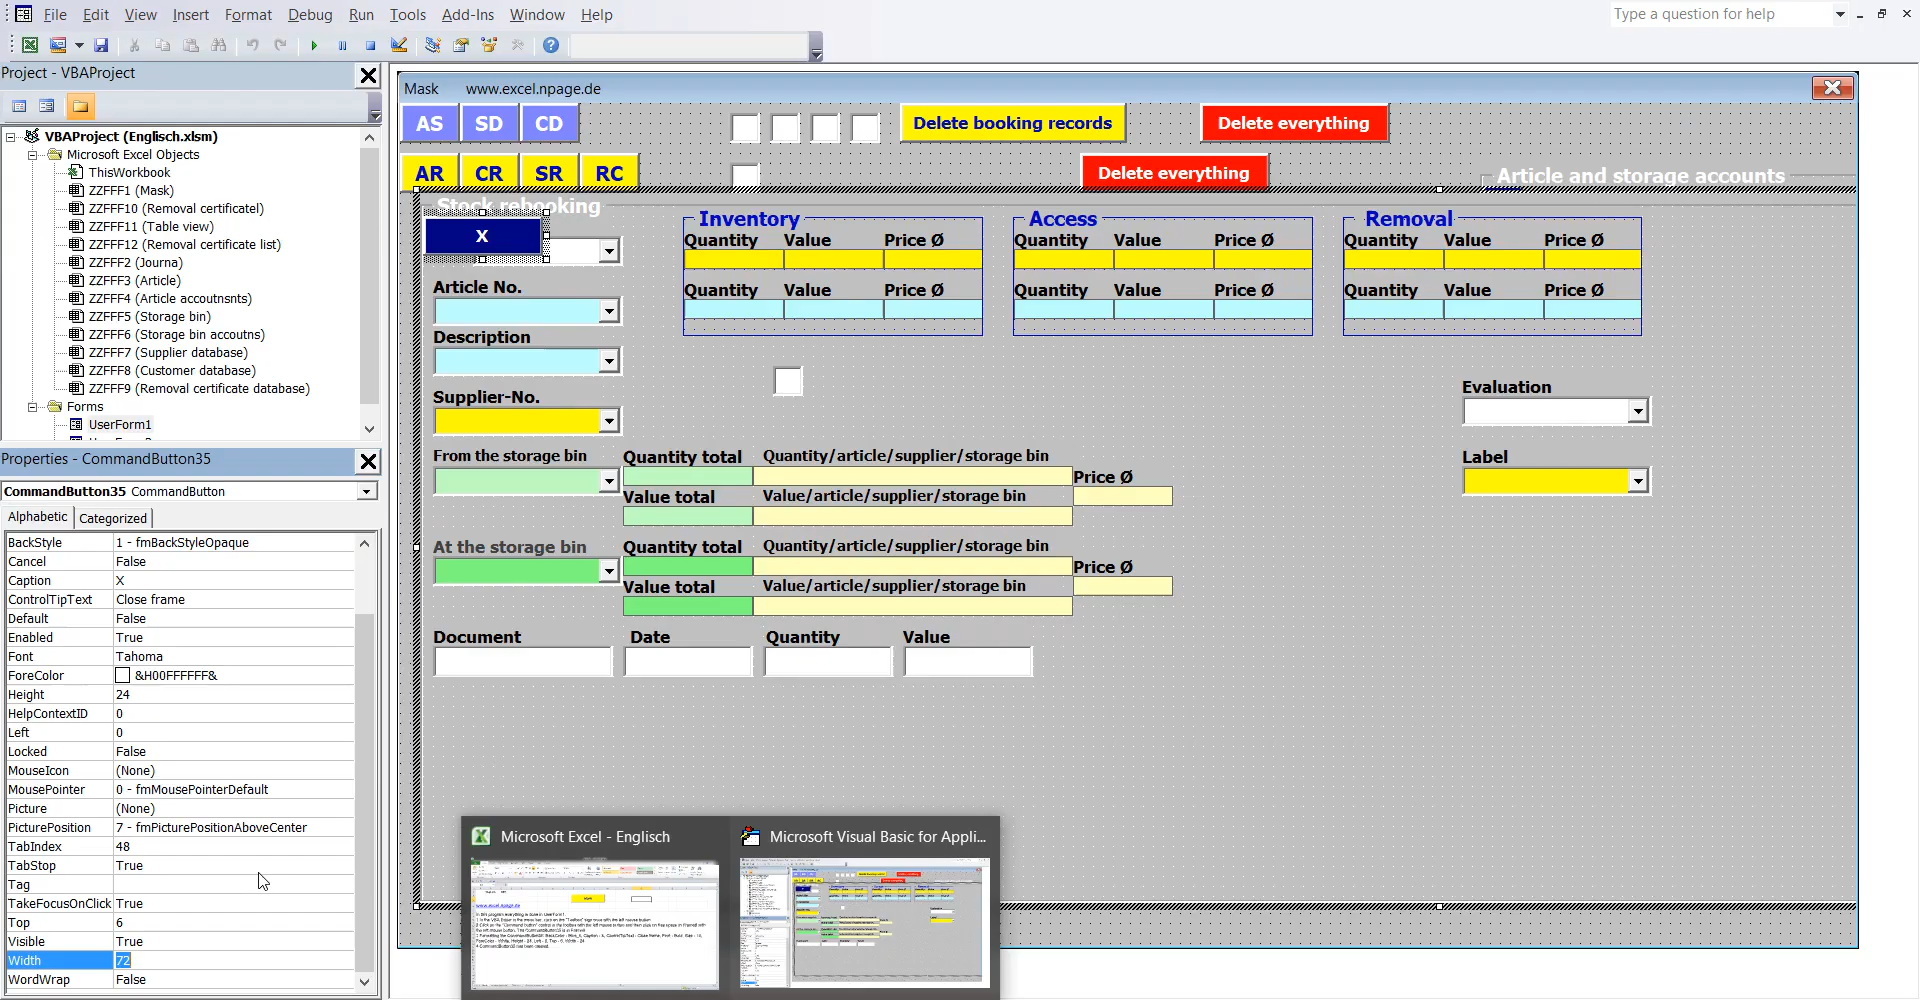 File Edit View Insert Format Debug Run Tools Add-Ins Window Help
Type a question for help
Project - VBAProject
VBAProject (Englisch.xlsm)
Microsoft Excel Objects
ThisWorkbook
ZZFFF1 (Mask)
ZZFFF10 (Removal certificatel)
ZZFFF11 (Table view)
ZZFFF12 (Removal certificate list)
ZZFFF2 (Journa)
ZZFFF3 (Article)
ZZFFF4 (Article accoutnsnts)
ZZFFF5 (Storage bin)
ZZFFF6 (Storage bin accoutns)
ZZFFF7 (Supplier database)
ZZFFF8 (Customer database)
ZZFFF9 (Removal certificate database)
Forms
UserForm1
Properties - CommandButton35
CommandButton35 CommandButton
Alphabetic Categorized
BackStyle 1 - fmBackStyleOpaque
Cancel False
Caption X
ControlTipText Close frame
Default False
Enabled True
Font Tahoma
ForeColor &H00FFFFFF&
Height 24
HelpContextID 0
Left 0
Locked False
MouseIcon (None)
MousePointer 0 - fmMousePointerDefault
Picture (None)
PicturePosition 7 - fmPicturePositionAboveCenter
TabIndex 48
TabStop True
Tag
TakeFocusOnClick True
Top 6
Visible True
Width 72
WordWrap False
Mask www.excel.npage.de
AS SD CD Delete booking records Delete everything
AR CR SR RC Delete everything Article and storage accounts
Stock rebooking
X
Inventory Access Removal
Quantity Value Price Ø Quantity Value Price Ø Quantity Value Price Ø
Quantity Value Price Ø Quantity Value Price Ø Quantity Value Price Ø
Article No.
Description
Supplier-No.
Evaluation
From the storage bin Quantity total Quantity/article/supplier/storage bin Label
Price Ø
Value total Value/article/supplier/storage bin
At the storage bin Quantity total Quantity/article/supplier/storage bin
Price Ø
Value total Value/article/supplier/storage bin
Document Date Quantity Value
Microsoft Excel - Englisch Microsoft Visual Basic for Appli...
www.excel.npage.de